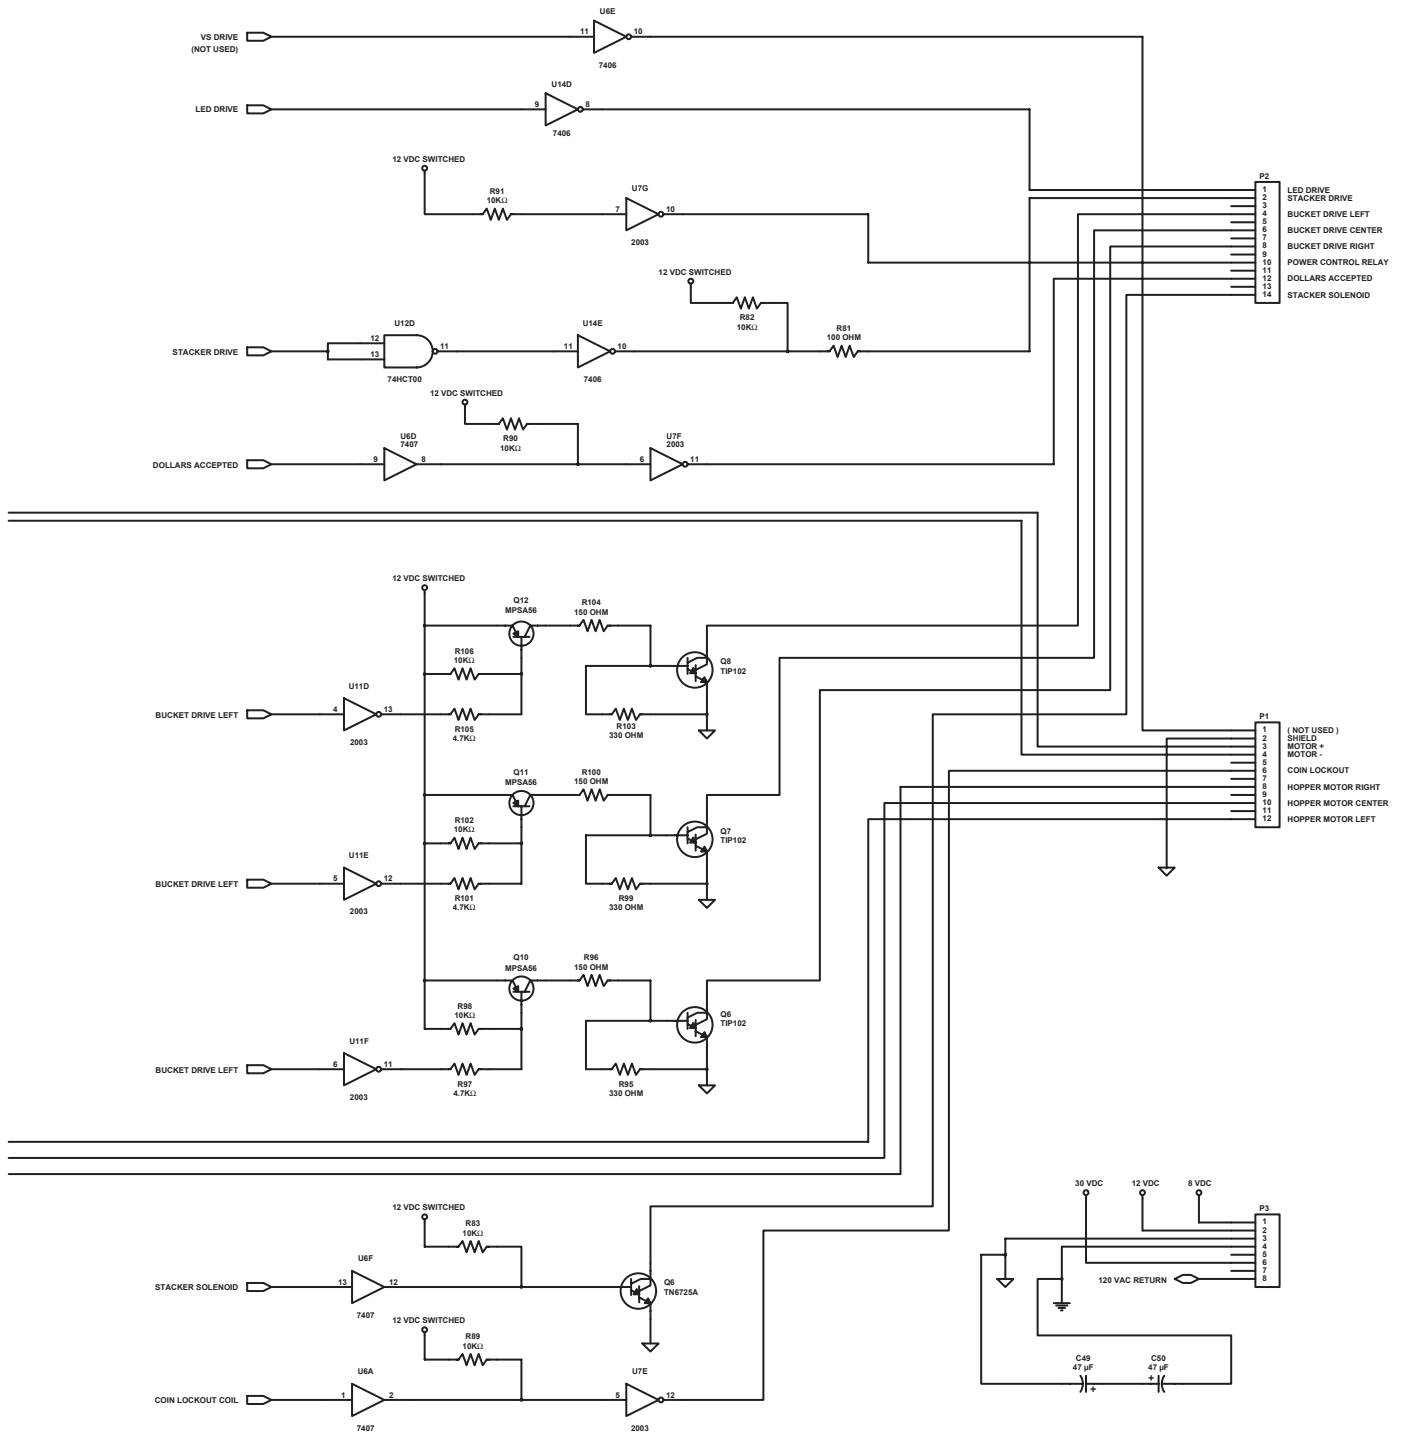 U6E
VS DRIVE
(NOT USED)
11
10
7406
U14D
LED DRIVE
9
8
7406
12 VDC SWITCHED
R91
10KΩ
U7G
7
10
2003
12 VDC SWITCHED
R82
10KΩ
U12D
U14E
R81
100 OHM
STACKER DRIVE
12
13
11
11
10
74HCT00
7406
12 VDC SWITCHED
R90
10KΩ
U6D
7407
U7F
2003
DOLLARS ACCEPTED
9
8
6
11
P2
1 LED DRIVE
2 STACKER DRIVE
3
4 BUCKET DRIVE LEFT
5
6 BUCKET DRIVE CENTER
7
8 BUCKET DRIVE RIGHT
9
10 POWER CONTROL RELAY
11
12 DOLLARS ACCEPTED
13
14 STACKER SOLENOID
12 VDC SWITCHED
Q12
MPSA56
R104
150 OHM
R106
10KΩ
Q8
TIP102
U11D
BUCKET DRIVE LEFT
4
13
2003
R105
4.7KΩ
R103
330 OHM
Q11
MPSA56
R100
150 OHM
R102
10KΩ
Q7
TIP102
U11E
BUCKET DRIVE LEFT
5
12
2003
R101
4.7KΩ
R99
330 OHM
Q10
MPSA56
R96
150 OHM
R98
10KΩ
Q6
TIP102
U11F
BUCKET DRIVE LEFT
6
11
2003
R97
4.7KΩ
R95
330 OHM
P1
1 ( NOT USED )
2 SHIELD
3 MOTOR +
4 MOTOR -
5
6 COIN LOCKOUT
7
8 HOPPER MOTOR RIGHT
9
10 HOPPER MOTOR CENTER
11
12 HOPPER MOTOR LEFT
12 VDC SWITCHED
R83
10KΩ
U6F
STACKER SOLENOID
13
12
7407
Q6
TN6725A
12 VDC SWITCHED
R89
10KΩ
U6A
U7E
COIN LOCKOUT COIL
1
2
5
12
7407
2003
30 VDC
12 VDC
8 VDC
P3
1
2
3
4
5
6
7
8
120 VAC RETURN
C49
47 µF
+
C50
47 µF
+